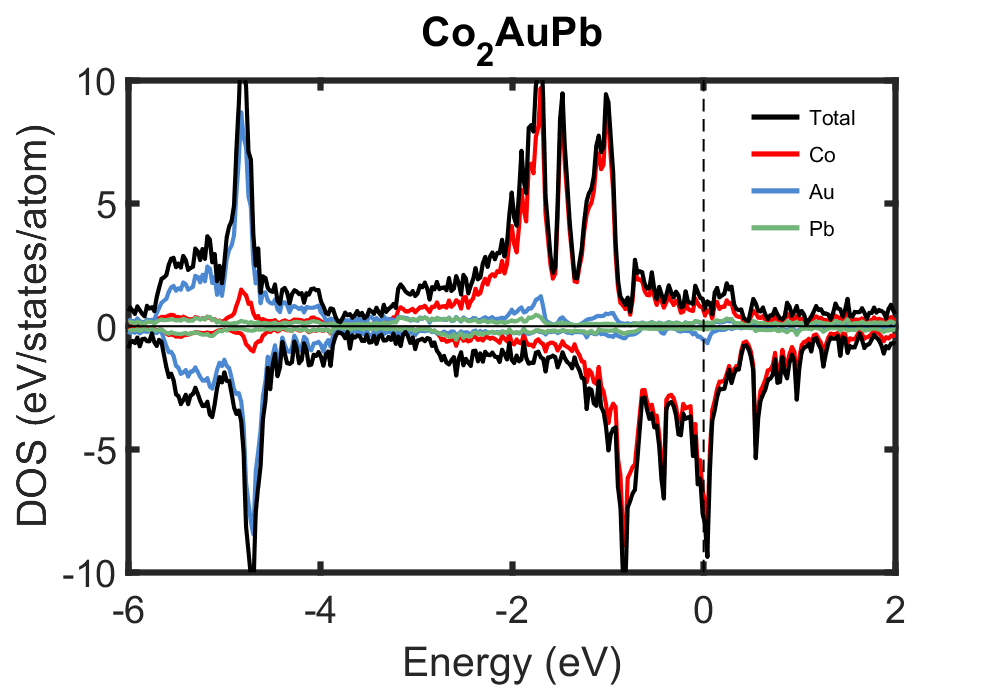 Co₂AuPb
10
5
0
-5
-10
DOS (eV/states/atom)
Total
Co
Au
Pb
-6 -4 -2 0 2
Energy (eV)